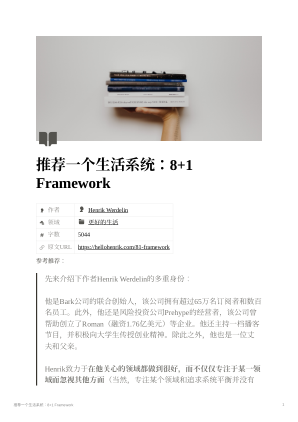 推荐一个生活系统：8+1
Framework
作者 Henrik Werdelin
领域 更好的生活
# 字数 5044
原文URL https://hellohenrik.com/81-framework
参考推荐：
先来介绍下作者Henrik Werdelin的多重身份：
他是Bark公司的联合创始人，该公司拥有超过65万名订阅者和数百
名员工。此外，他还是风险投资公司Prehype的经营者，该公司曾
帮助创立了Roman（融资1.76亿美元）等企业。他还主持一档播客
节目，并积极向大学生传授创业精神。除此之外，他也是一位丈
夫和父亲。
Henrik致力于在他关心的领域都做到很好，而不仅仅专注于某一领
域而忽视其他方面（当然，专注某个领域和追求系统平衡并没有
推荐一个生活系统：8+1 Framework 1